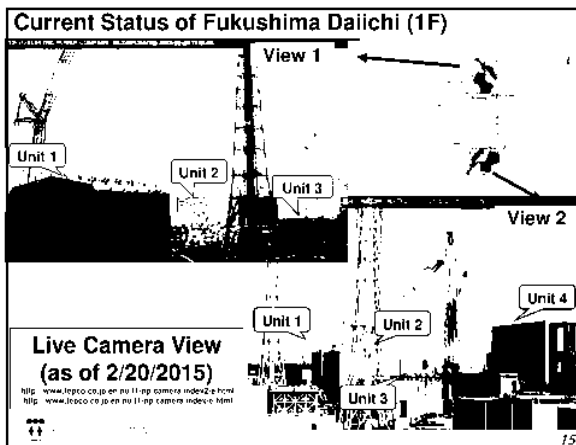 Current Status of Fukushima Daiichi (1F)
View 1
Unit 1
Unit 2
Unit 3
View 2
Unit 1
Unit 2
Unit 3
Unit 4
Live Camera View
(as of 2/20/2015)
15